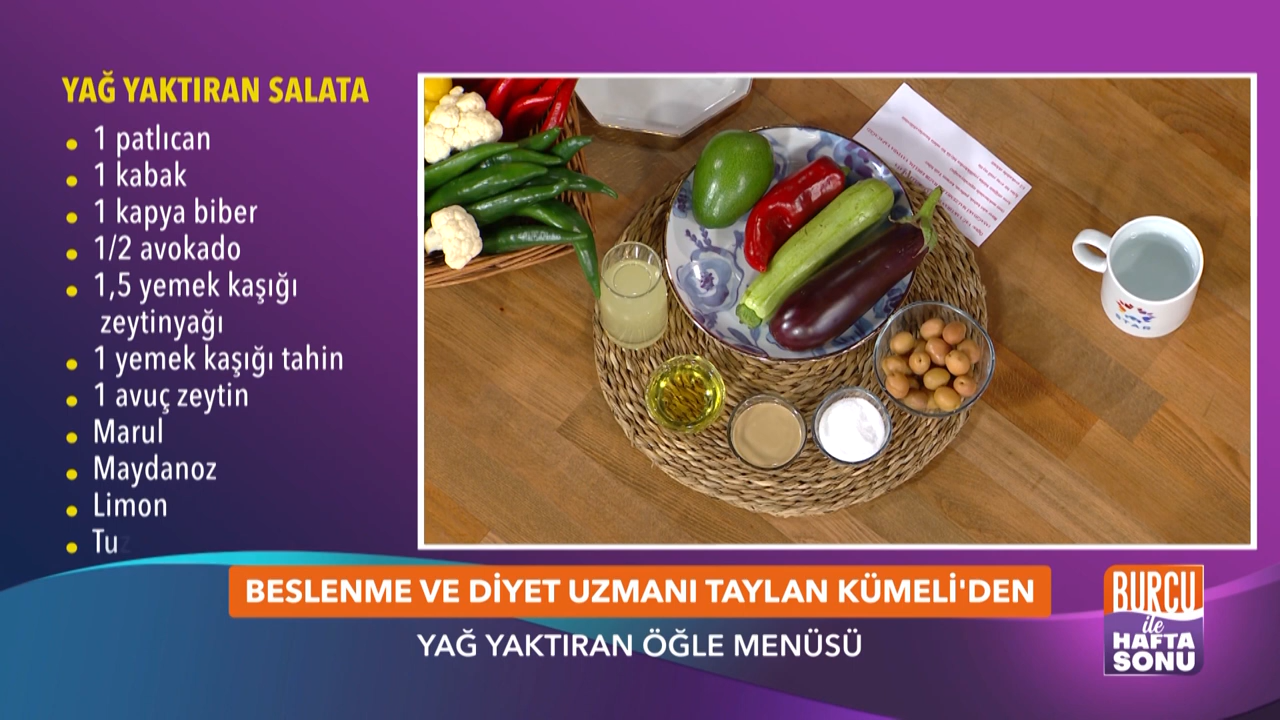 YAĞ YAKTIRAN SALATA
1 patlıcan
1 kabak
1 kapya biber
1/2 avokado
1,5 yemek kaşığı
zeytinyağı
1 yemek kaşığı tahin
1 avuç zeytin
Marul
Maydanoz
Limon
Tuz
STAR
BESLENME VE DİYET UZMANI TAYLAN KÜMELİ'DEN
YAĞ YAKTIRAN ÖĞLE MENÜSÜ
BURCU
ile
HAFTA
SONU